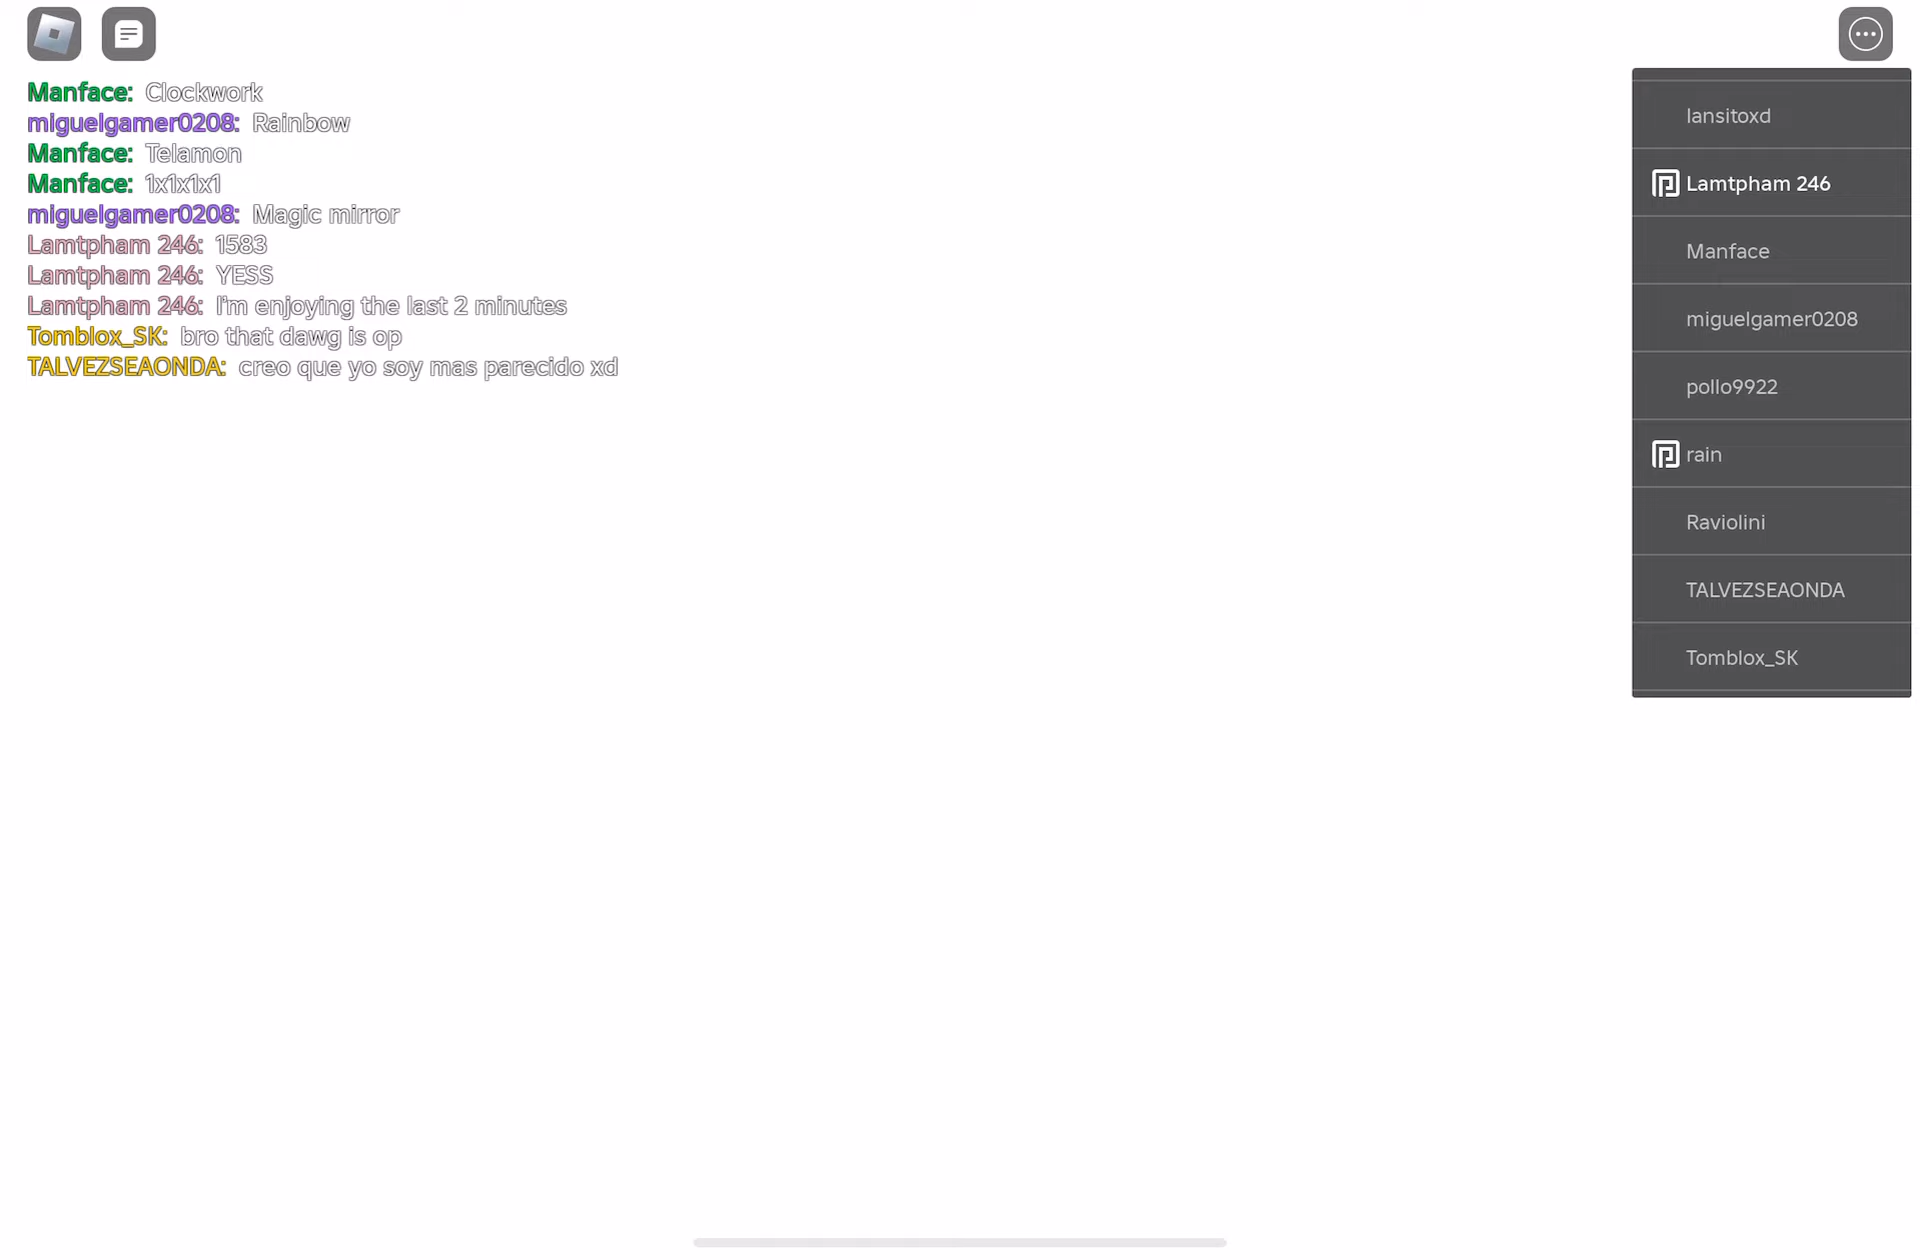 Manface: Clockwork
miguelgamer0208: Rainbow
Manface: Telamon
Manface: 1x1x1x1
miguelgamer0208: Magic mirror
Lamtpham 246: 1583
Lamtpham 246: YESS
Lamtpham 246: I'm enjoying the last 2 minutes
Tomblox_SK: bro that dawg is op
TALVEZSEAONDA: creo que yo soy mas parecido xd
Iansitoxd
Lamtpham 246
Manface
miguelgamer0208
pollo9922
rain
Raviolini
TALVEZSEAONDA
Tomblox_SK